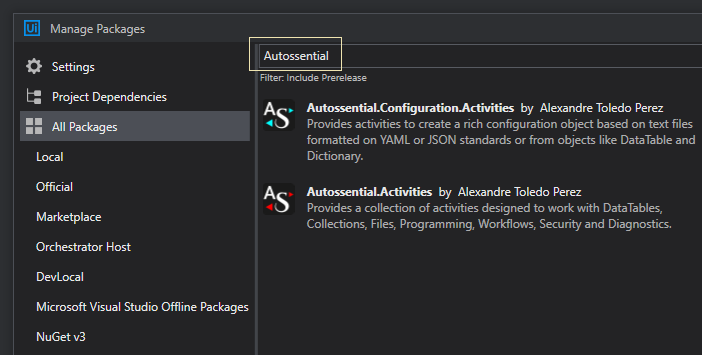 Ui Manage Packages
Settings
Project Dependencies
All Packages
Local
Official
Marketplace
Orchestrator Host
DevLocal
Microsoft Visual Studio Offline Packages
NuGet v3
Autossential
Filter: Include Prerelease
AS Autossential.Configuration.Activities by Alexandre Toledo Perez
Provides activities to create a rich configuration object based on text files
formatted on YAML or JSON standards or from objects like DataTable and
Dictionary.
AS Autossential.Activities by Alexandre Toledo Perez
Provides a collection of activities designed to work with DataTables,
Collections, Files, Programming, Workflows, Security and Diagnostics.